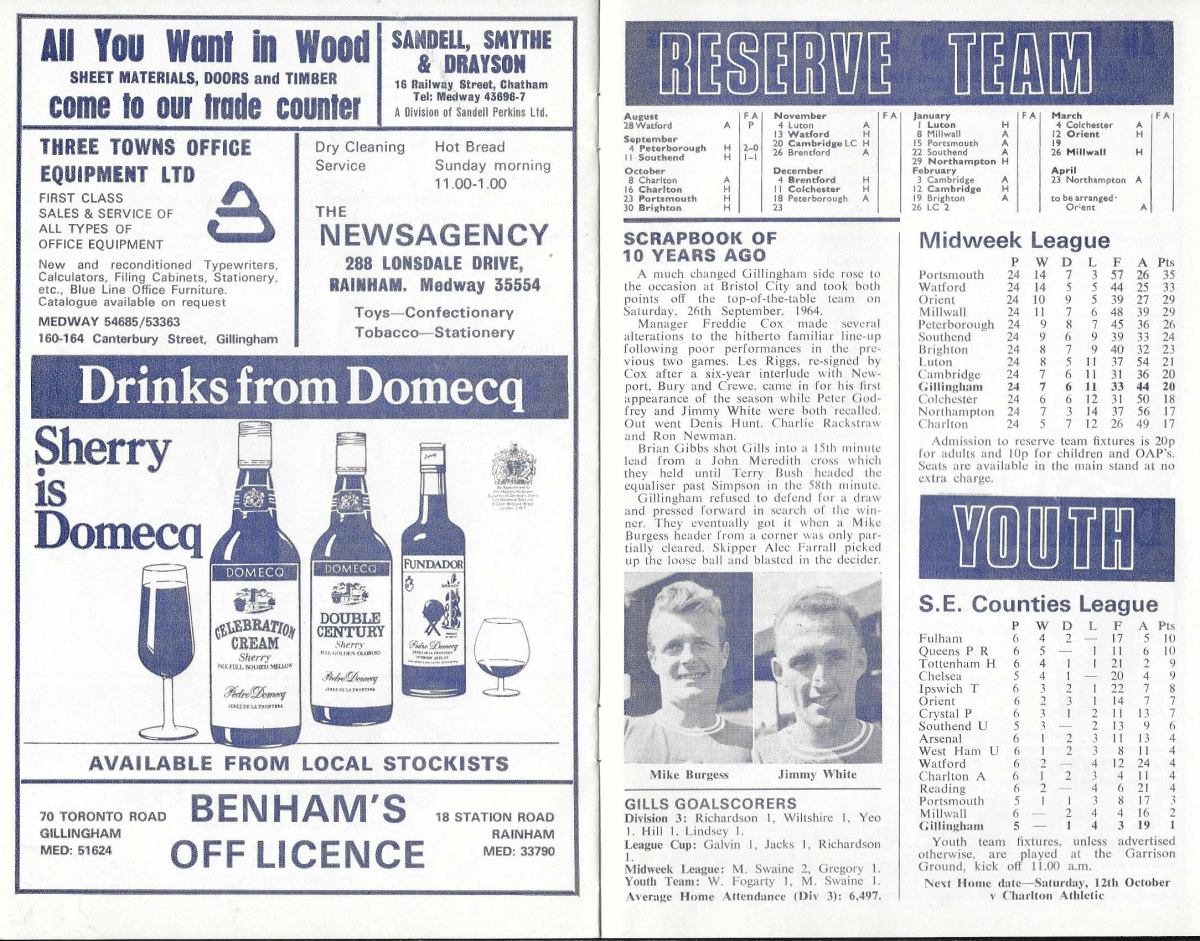 All You Want in Wood
SHEET MATERIALS, DOORS and TIMBER
come to our trade counter
SANDELL, SMYTHE
& DRAYSON
16 Railway Street, Chatham
Tel: Medway 43696-7
A Division of Sandell Perkins Ltd.
THREE TOWNS OFFICE
EQUIPMENT LTD
FIRST CLASS
SALES & SERVICE OF
ALL TYPES OF
OFFICE EQUIPMENT
New and reconditioned Typewriters,
Calculators, Filing Cabinets, Stationery,
etc., Blue Line Office Furniture.
Catalogue available on request
MEDWAY 54685/53363
160-164 Canterbury Street, Gillingham
Dry Cleaning
Service
Hot Bread
Sunday morning
11.00-1.00
THE
NEWSAGENCY
288 LONSDALE DRIVE,
RAINHAM. Medway 35554
Toys—Confectionary
Tobacco—Stationery
Drinks from Domecq
Sherry
is
Domecq
DOMECQ
CELEBRATION
CREAM
Sherry
Pedro Domecq
JEREZ DE LA FRONTERA
DOMECQ
DOUBLE
CENTURY
Sherry
Pedro Domecq
JEREZ DE LA FRONTERA
FUNDADOR
Pedro Domecq
AVAILABLE FROM LOCAL STOCKISTS
70 TORONTO ROAD
GILLINGHAM
MED: 51624
BENHAM'S
OFF LICENCE
18 STATION ROAD
RAINHAM
MED: 33790
RESERVE TEAM
August F A
28 Watford A P
September
4 Peterborough H 2–0
11 Southend H 1–1
October
8 Charlton A
16 Charlton H
23 Portsmouth H
30 Brighton H
November F A
4 Luton A
13 Watford H
20 Cambridge LC H
26 Brentford A
December
4 Brentford H
11 Colchester H
18 Peterborough A
23
January F A
1 Luton H
8 Millwall A
15 Portsmouth A
22 Southend A
29 Northampton H
February
3 Cambridge A
12 Cambridge H
19 Brighton A
26 LC 2
March F A
4 Colchester A
12 Orient H
19
26 Millwall H
April
23 Northampton A
to be arranged·
Orient A
SCRAPBOOK OF
10 YEARS AGO
A much changed Gillingham side rose to
the occasion at Bristol City and took both
points off the top-of-the-table team on
Saturday, 26th September, 1964.
Manager Freddie Cox made several
alterations to the hitherto familiar line-up
following poor performances in the pre-
vious two games. Les Riggs, re-signed by
Cox after a six-year interlude with New-
port, Bury and Crewe, came in for his first
appearance of the season while Peter God-
frey and Jimmy White were both recalled.
Out went Denis Hunt, Charlie Rackstraw
and Ron Newman.
Brian Gibbs shot Gills into a 15th minute
lead from a John Meredith cross which
they held until Terry Bush headed the
equaliser past Simpson in the 58th minute.
Gillingham refused to defend for a draw
and pressed forward in search of the win-
ner. They eventually got it when a Mike
Burgess header from a corner was only par-
tially cleared. Skipper Alec Farrall picked
up the loose ball and blasted in the decider.
Mike Burgess
Jimmy White
GILLS GOALSCORERS
Division 3: Richardson 1, Wiltshire 1, Yeo
1, Hill 1, Lindsey 1.
League Cup: Galvin 1, Jacks 1, Richardson
1.
Midweek League: M. Swaine 2, Gregory 1.
Youth Team: W. Fogarty 1, M. Swaine 1.
Average Home Attendance (Div 3): 6,497.
Midweek League
P W D L F A Pts
Portsmouth 24 14 7 3 57 26 35
Watford 24 14 5 5 44 25 33
Orient 24 10 9 5 39 27 29
Millwall 24 11 7 6 48 39 29
Peterborough 24 9 8 7 45 36 26
Southend 24 9 6 9 39 33 24
Brighton 24 8 7 9 40 32 23
Luton 24 8 5 11 37 54 21
Cambridge 24 7 6 11 31 36 20
Gillingham 24 7 6 11 33 44 20
Colchester 24 6 6 12 31 50 18
Northampton 24 7 3 14 37 56 17
Charlton 24 5 7 12 26 49 17
Admission to reserve team fixtures is 20p
for adults and 10p for children and OAP's.
Seats are available in the main stand at no
extra charge.
YOUTH
S.E. Counties League
P W D L F A Pts
Fulham 6 4 2 — 17 5 10
Queens P R 6 5 — 1 11 6 10
Tottenham H 6 4 1 1 21 2 9
Chelsea 5 4 1 — 20 4 9
Ipswich T 6 3 2 1 22 7 8
Orient 6 2 3 1 14 7 7
Crystal P 6 3 1 2 11 13 7
Southend U 5 3 — 2 13 9 6
Arsenal 6 1 2 3 11 13 4
West Ham U 6 1 2 3 8 11 4
Watford 6 2 — 4 12 24 4
Charlton A 6 1 2 3 4 11 4
Reading 6 2 — 4 6 21 4
Portsmouth 5 1 1 3 8 17 3
Millwall 6 — 2 4 4 16 2
Gillingham 5 — 1 4 3 19 1
Youth team fixtures, unless advertised
otherwise, are played at the Garrison
Ground, kick off 11.00 a.m.
Next Home date—Saturday, 12th October
v Charlton Athletic